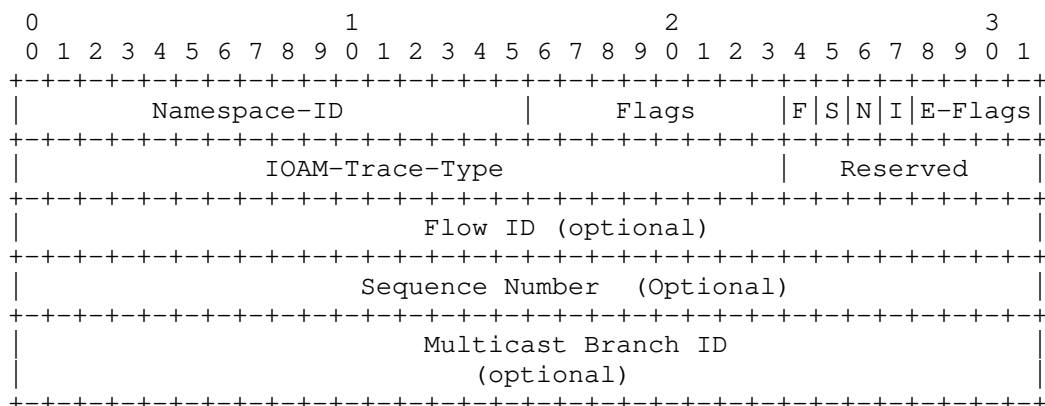 0                   1                   2                   3
 0 1 2 3 4 5 6 7 8 9 0 1 2 3 4 5 6 7 8 9 0 1 2 3 4 5 6 7 8 9 0 1
+-+-+-+-+-+-+-+-+-+-+-+-+-+-+-+-+-+-+-+-+-+-+-+-+-+-+-+-+-+-+-+-+
|        Namespace-ID           |     Flags     |F|S|N|I|E-Flags|
+-+-+-+-+-+-+-+-+-+-+-+-+-+-+-+-+-+-+-+-+-+-+-+-+-+-+-+-+-+-+-+-+
|               IOAM-Trace-Type                 |   Reserved    |
+-+-+-+-+-+-+-+-+-+-+-+-+-+-+-+-+-+-+-+-+-+-+-+-+-+-+-+-+-+-+-+-+
|                         Flow ID (optional)                    |
+-+-+-+-+-+-+-+-+-+-+-+-+-+-+-+-+-+-+-+-+-+-+-+-+-+-+-+-+-+-+-+-+
|                     Sequence Number  (Optional)               |
+-+-+-+-+-+-+-+-+-+-+-+-+-+-+-+-+-+-+-+-+-+-+-+-+-+-+-+-+-+-+-+-+
|                         Multicast Branch ID                   |
|                            (optional)                         |
+-+-+-+-+-+-+-+-+-+-+-+-+-+-+-+-+-+-+-+-+-+-+-+-+-+-+-+-+-+-+-+-+